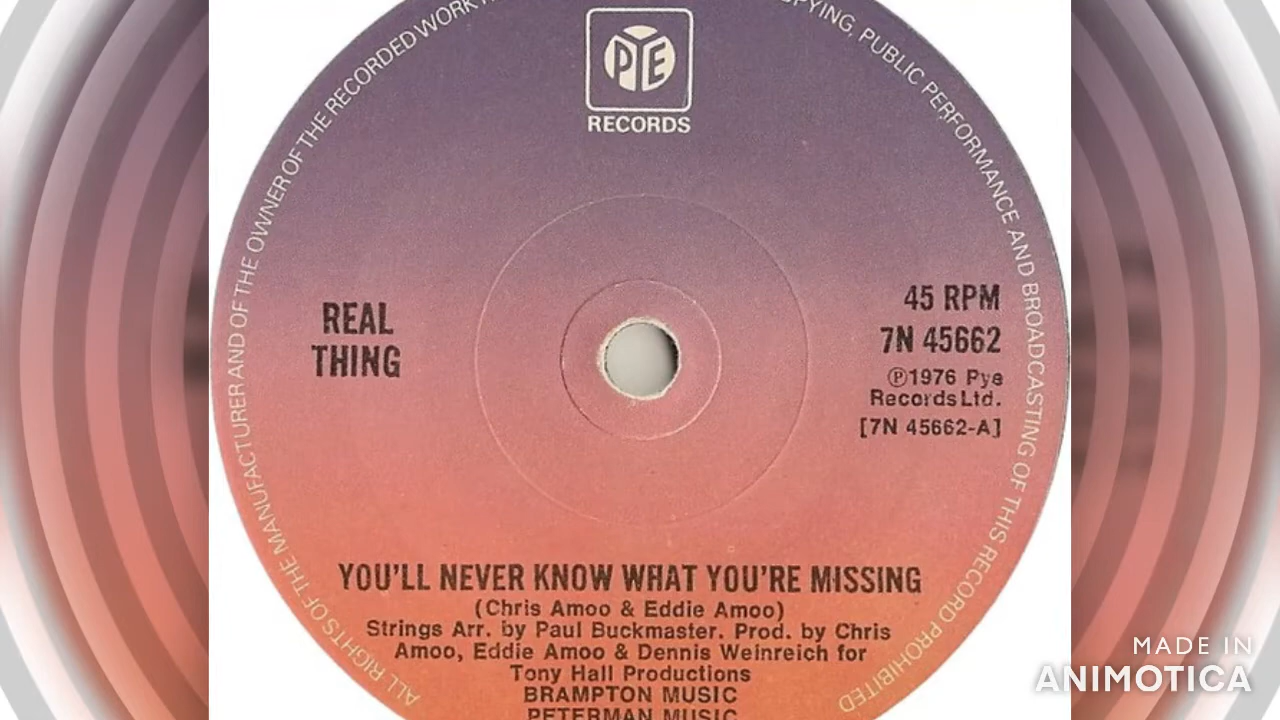 PYE
RECORDS
ALL RIGHTS OF THE MANUFACTURER AND OF THE OWNER OF THE RECORDED WORK
COPYING, PUBLIC PERFORMANCE AND BROADCASTING OF THIS RECORD PROHIBITED
REAL
THING
45 RPM
7N 45662
℗1976 Pye
Records Ltd.
[7N 45662-A]
YOU'LL NEVER KNOW WHAT YOU'RE MISSING
(Chris Amoo & Eddie Amoo)
Strings Arr. by Paul Buckmaster. Prod. by Chris
Amoo, Eddie Amoo & Dennis Weinreich for
Tony Hall Productions
BRAMPTON MUSIC
PETERMAN MUSIC
MADE IN
ANIMOTICA